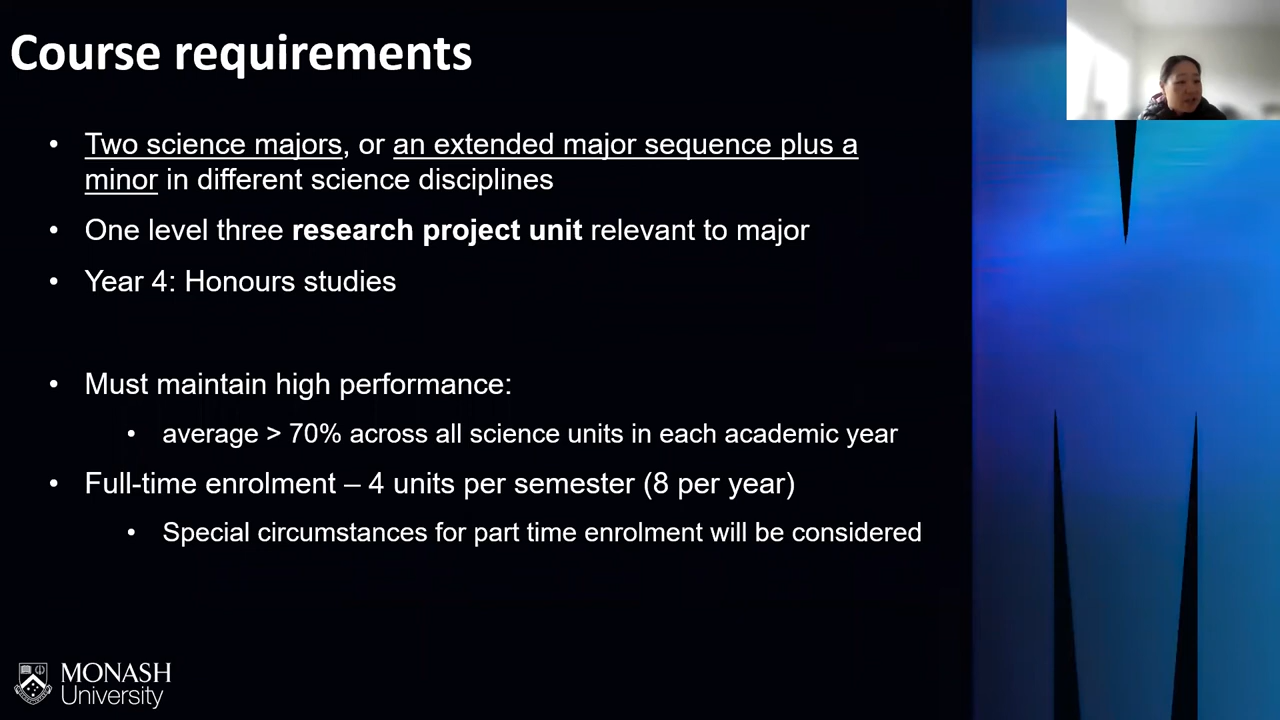 Course requirements
• Two science majors, or an extended major sequence plus a
minor in different science disciplines
• One level three research project unit relevant to major
• Year 4: Honours studies
• Must maintain high performance:
• average > 70% across all science units in each academic year
• Full-time enrolment – 4 units per semester (8 per year)
• Special circumstances for part time enrolment will be considered
MONASH
University